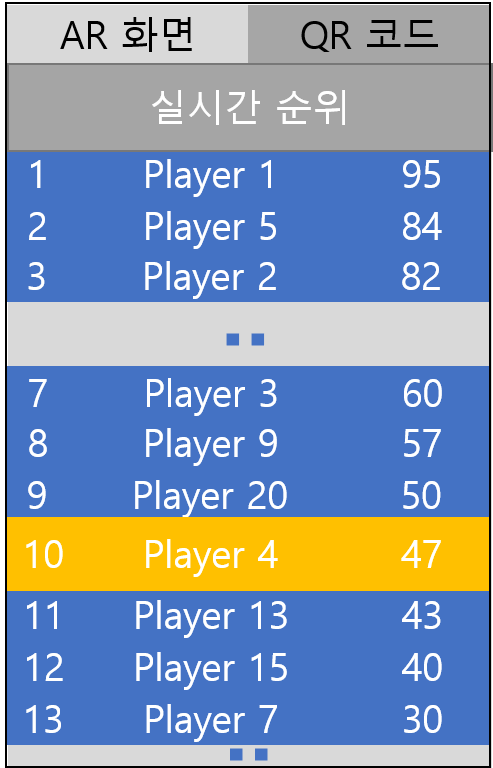 AR 화면 QR 코드
실시간 순위
1 Player 1 95
2 Player 5 84
3 Player 2 82
7 Player 3 60
8 Player 9 57
9 Player 20 50
10 Player 4 47
11 Player 13 43
12 Player 15 40
13 Player 7 30